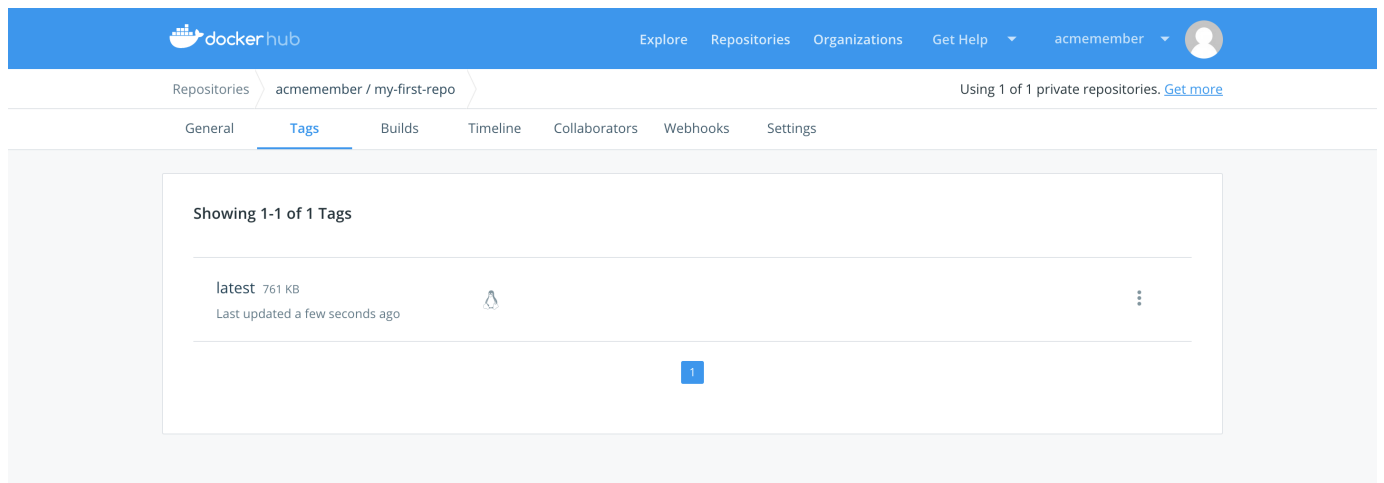 docker hub Explore Repositories Organizations Get Help acmemember
Repositories acmemember / my-first-repo Using 1 of 1 private repositories. Get more
General Tags Builds Timeline Collaborators Webhooks Settings
Showing 1-1 of 1 Tags
latest 761 KB
Last updated a few seconds ago
1